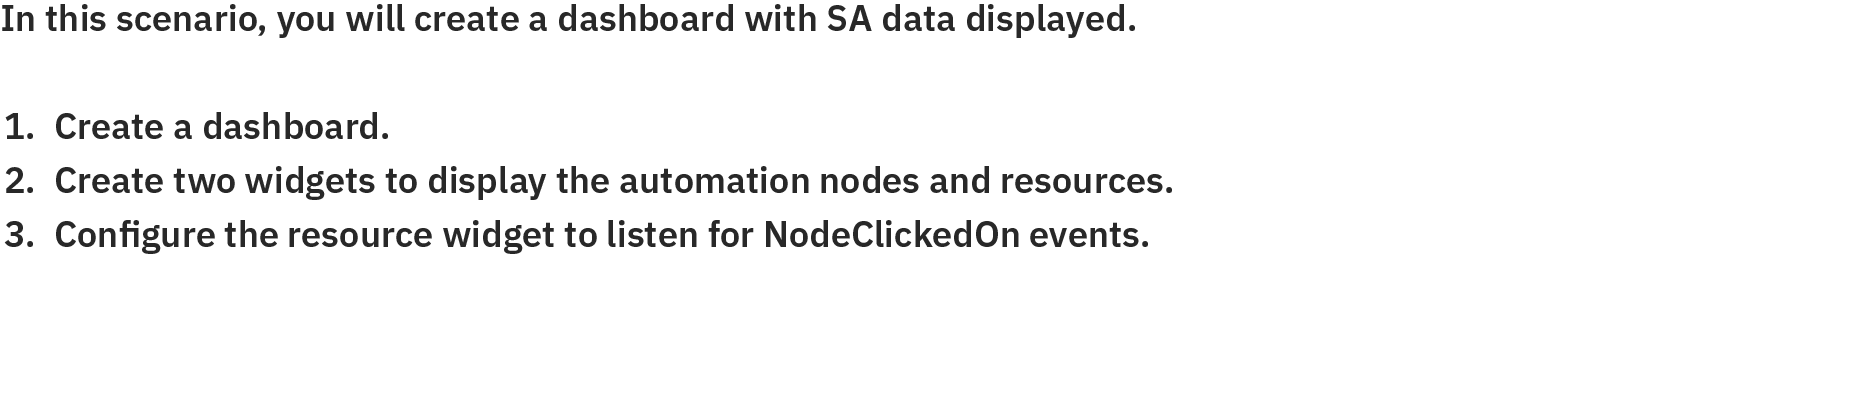 In this scenario, you will create a dashboard with SA data displayed.
1. Create a dashboard.
2. Create two widgets to display the automation nodes and resources.
3. Configure the resource widget to listen for NodeClickedOn events.